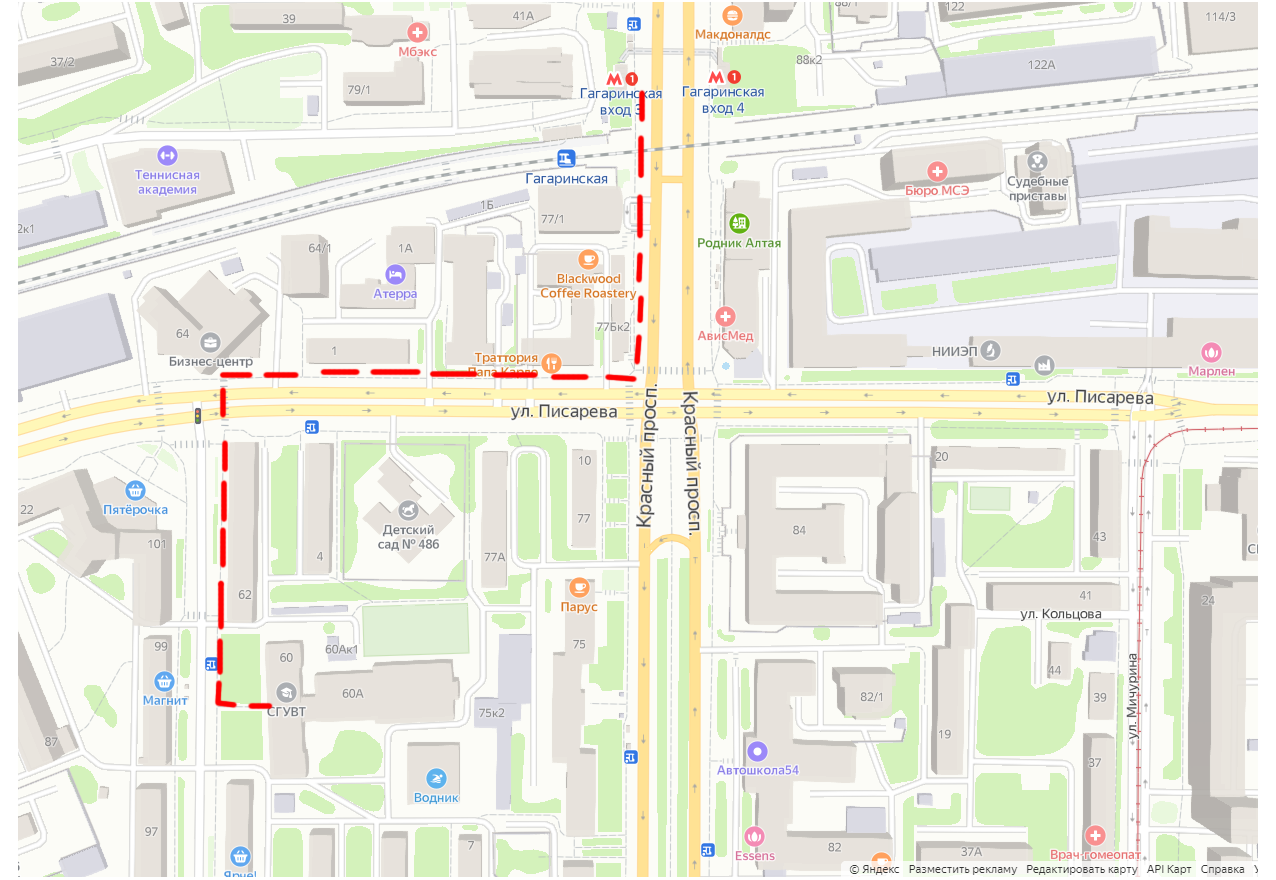 39
41А
Макдоналдс
122
114/3
Мбэкс
37/2
79/1
88к2
122А
1
1
Гагаринская
вход 3
Гагаринская
вход 4
Теннисная
академия
Гагаринская
Бюро МСЭ
Судебные
приставы
2к1
1Б
77/1
Родник Алтая
64/1
1А
Атерра
Blackwood
Coffee Roastery
64
Бизнес-центр
1
77Бк2
АвисМед
Траттория
Папа Карло
НИИЭП
Марлен
ул. Писарева
ул. Писарева
Красный просп.
Красный просп.
22
Пятёрочка
101
Детский
сад № 486
4
10
77
77А
20
84
43
62
Парус
41
ул. Кольцова
24
99
60
60Ак1
75
44
Магнит
60А
СГУВТ
82/1
39
ул. Мичурина
87
75к2
19
Водник
Автошкола54
37
97
7
Essens
82
37А
Врач-гомеопат
© Яндекс Разместить рекламу Редактировать карту API Карт Справка